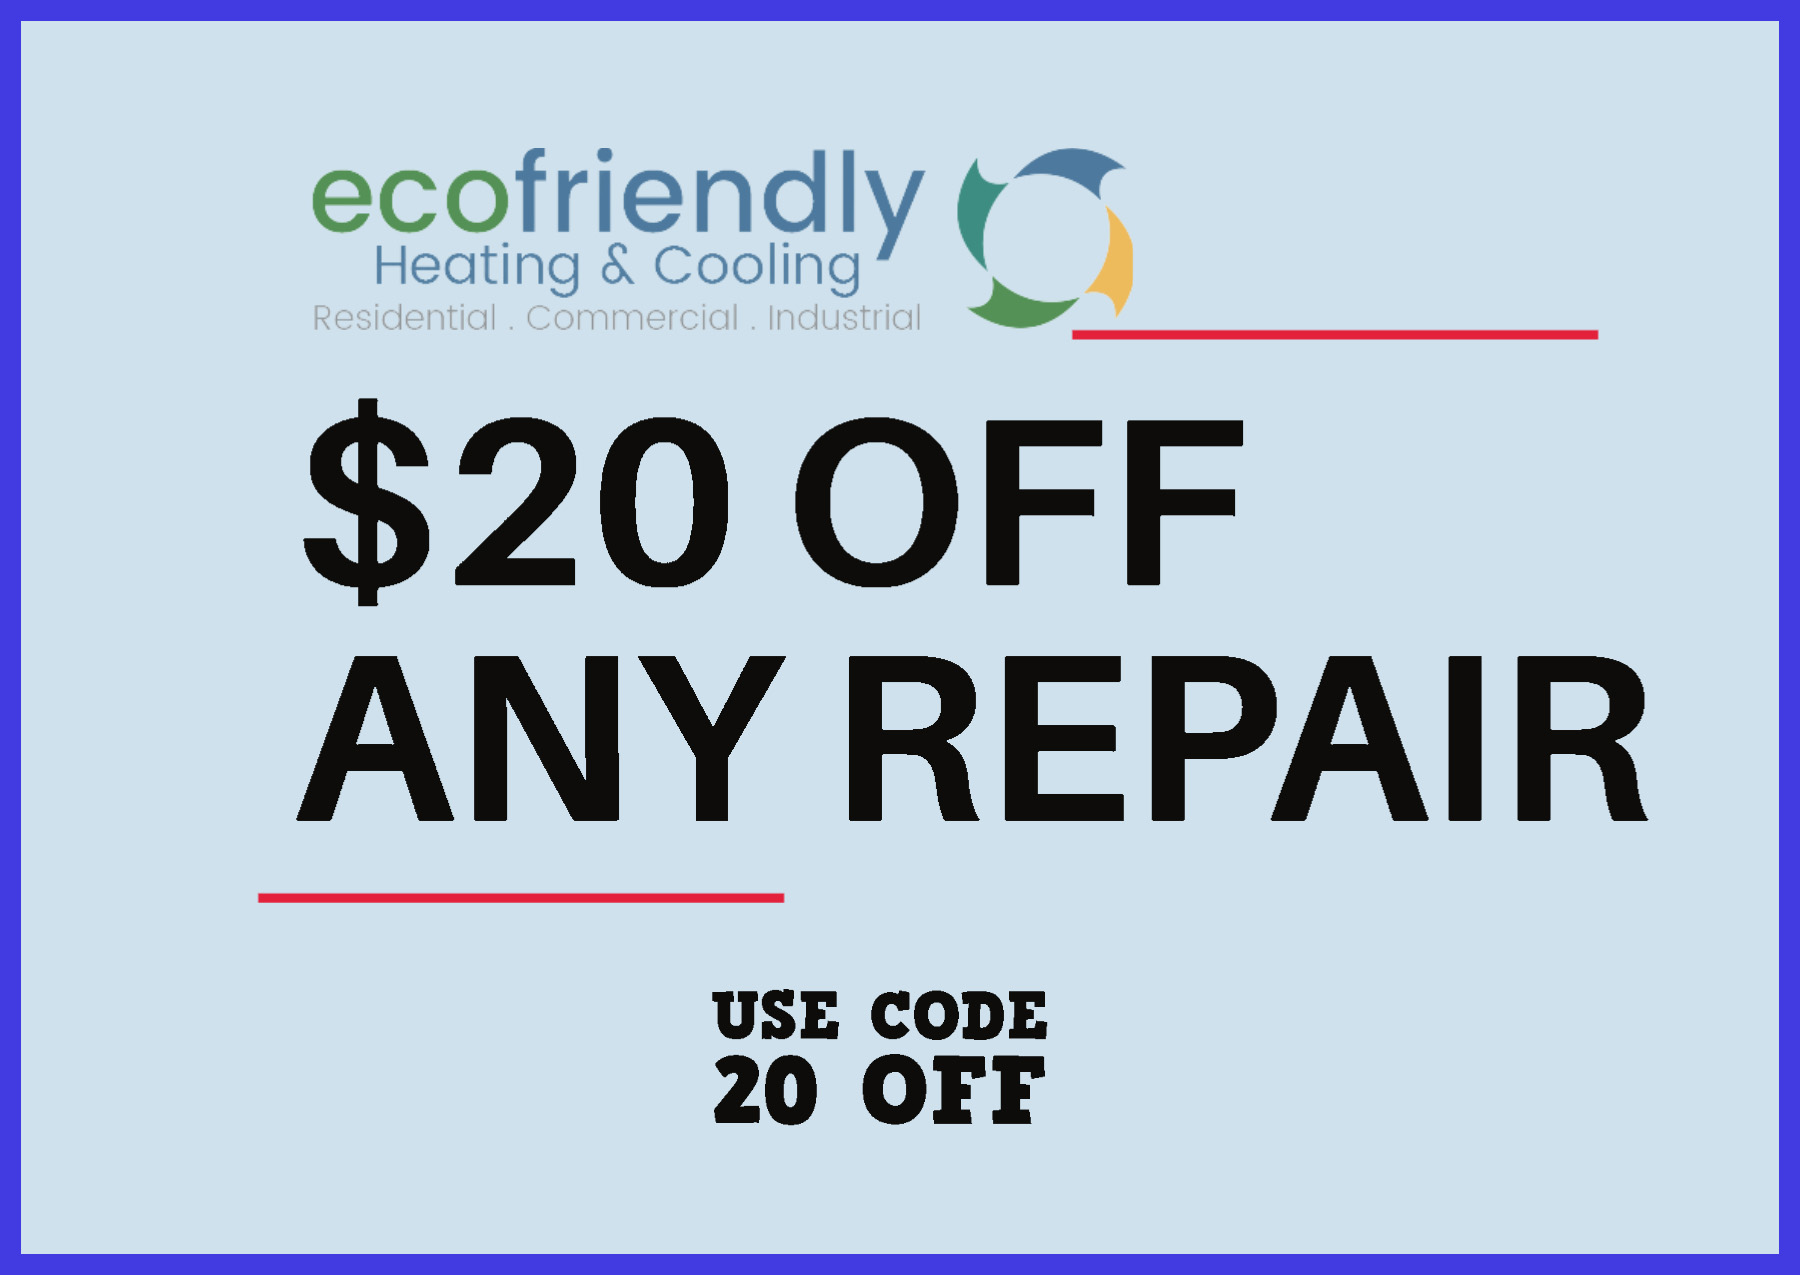 ecofriendly
Heating & Cooling
Residential . Commercial . Industrial
$20 OFF
ANY REPAIR
USE CODE
20 OFF